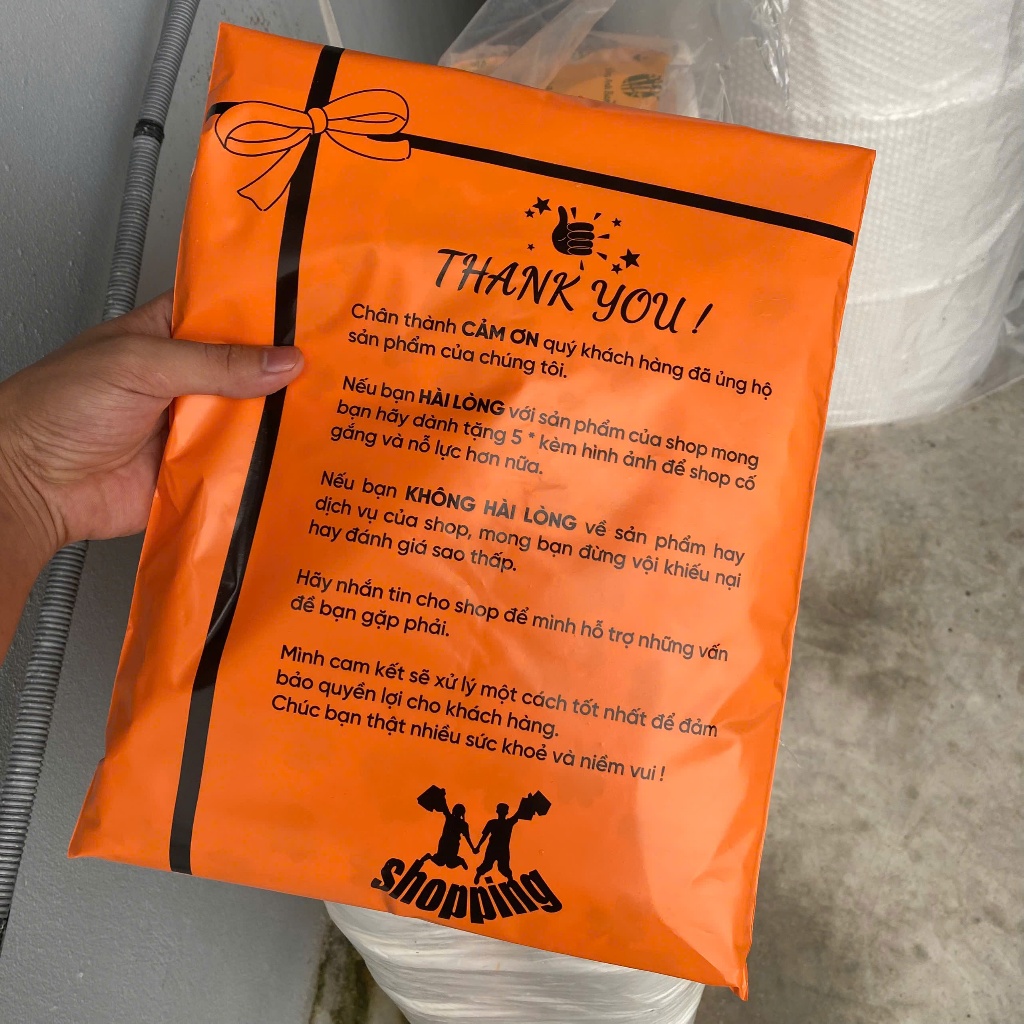 THANK YOU !
Chân thành CẢM ƠN quý khách hàng đã ủng hộ
sản phẩm của chúng tôi.
Nếu bạn HÀI LÒNG với sản phẩm của shop mong
bạn hãy dành tặng 5 * kèm hình ảnh để shop cố
gắng và nỗ lực hơn nữa.
Nếu bạn KHÔNG HÀI LÒNG về sản phẩm hay
dịch vụ của shop, mong bạn đừng vội khiếu nại
hay đánh giá sao thấp.
Hãy nhắn tin cho shop để mình hỗ trợ những vấn
đề bạn gặp phải.
Mình cam kết sẽ xử lý một cách tốt nhất để đảm
bảo quyền lợi cho khách hàng.
Chúc bạn thật nhiều sức khoẻ và niềm vui !
shopping